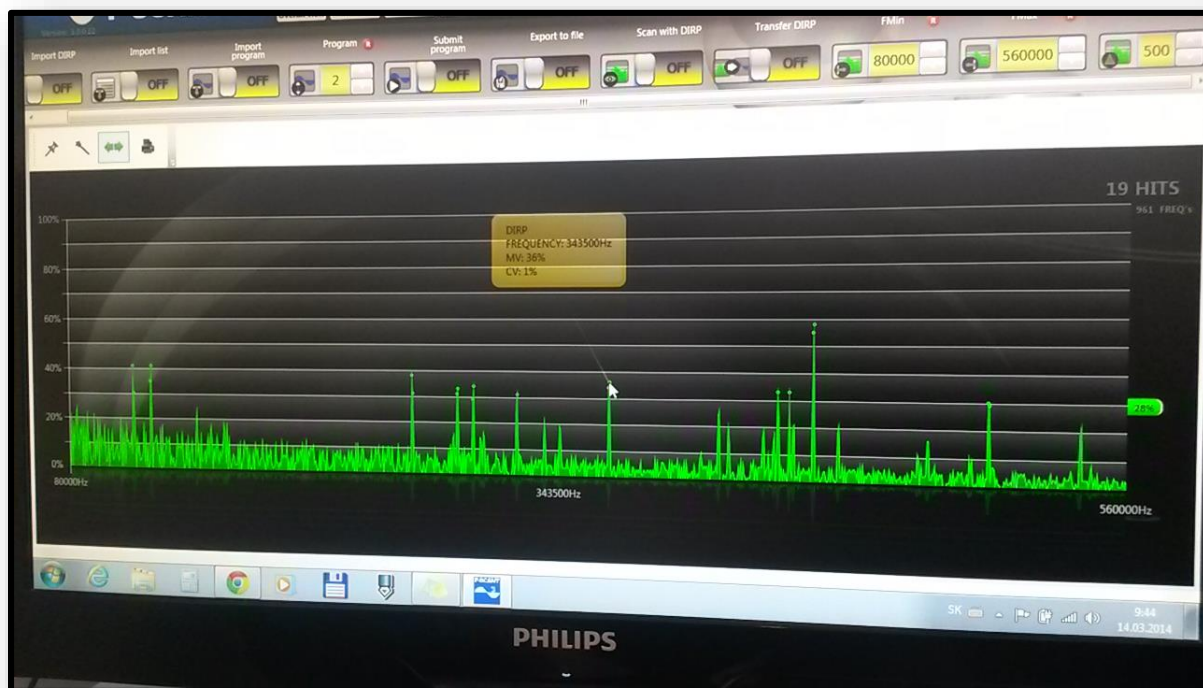 Import DIRP
Import list
Import program
Program
Submit program
Export to file
Scan with DIRP
Transfer DIRP
FMin
OFF
OFF
OFF
2
OFF
OFF
OFF
OFF
80000
560000
500
19 HITS
961 FREQ's
100%
80%
60%
40%
20%
0%
DIRP
FREQUENCY: 343500Hz
MV: 36%
CV: 1%
28%
80000Hz
343500Hz
560000Hz
SK
9:44
14.03.2014
PHILIPS